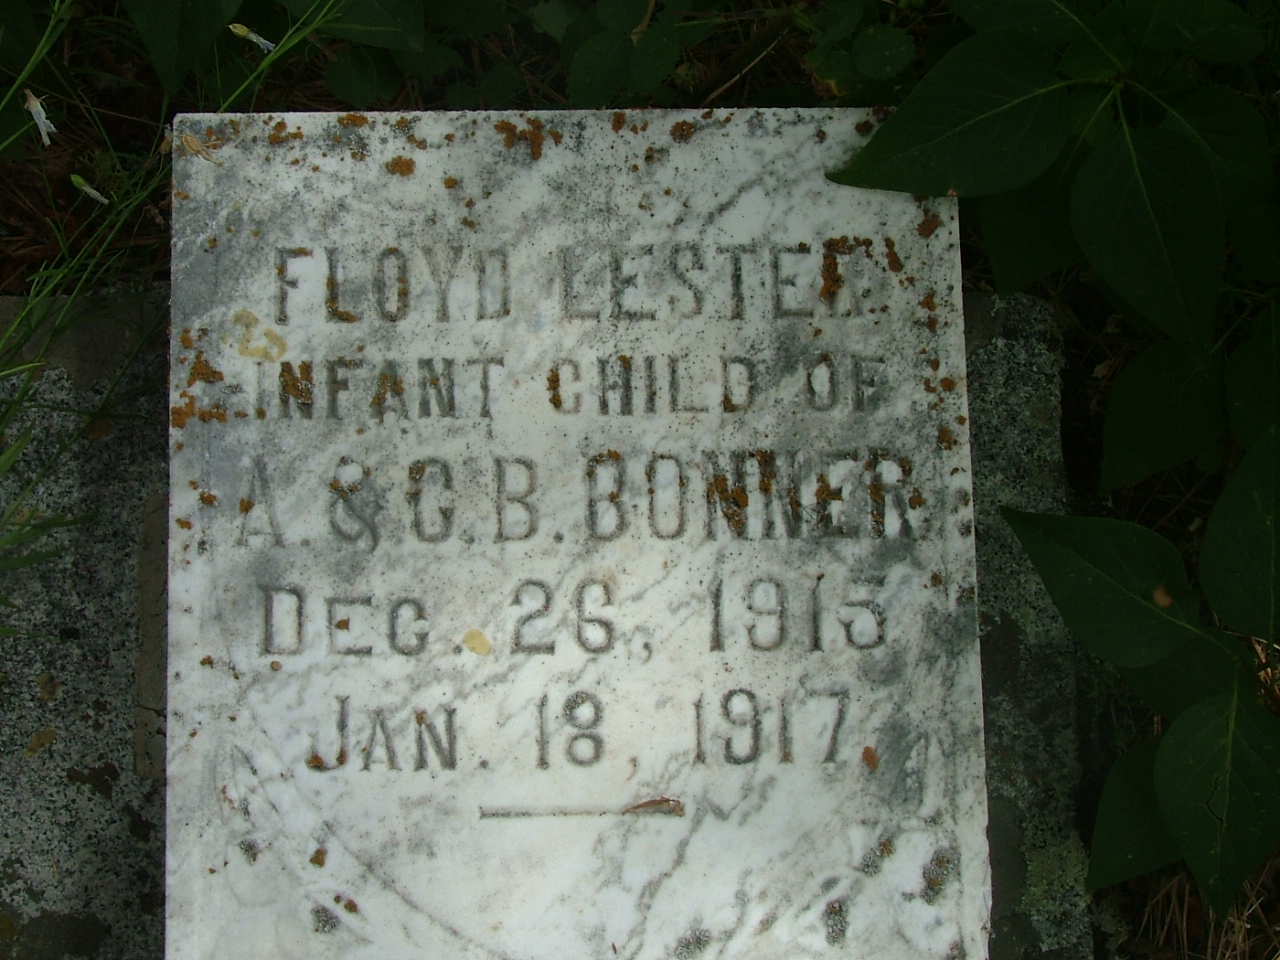 FLOYD LESTER
INFANT CHILD OF
A. & G. B. BONNER
DEC. 26, 1915
JAN. 18, 1917